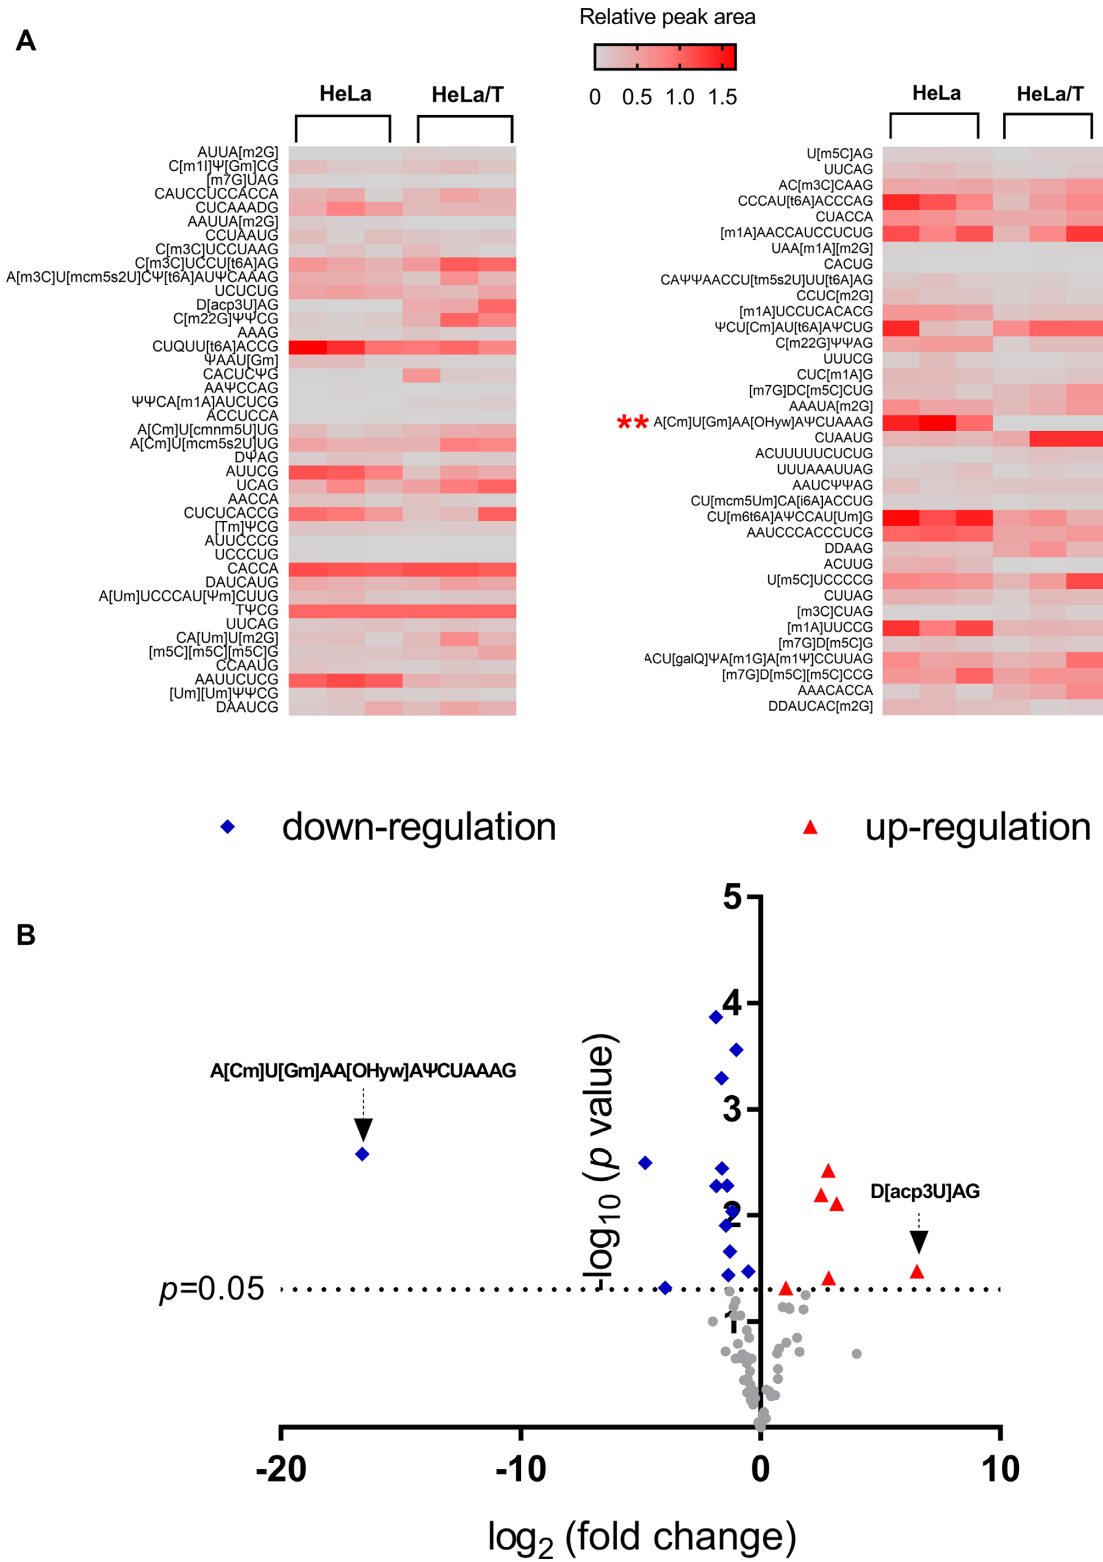 A
Relative peak area
0 0.5 1.0 1.5
HeLa HeLa/T
AUUA[m2G]
C[m1I]Ψ[Gm]CG
[m7G]UAG
CAUCCUCCACCA
CUCAAADG
AAUUA[m2G]
CCUAAUG
C[m3C]UCCUAAG
C[m3C]UCCU[t6A]AG
A[m3C]U[mcm5s2U]CΨ[t6A]AUΨCAAAG
UCUCUG
D[acp3U]AG
C[m22G]ΨΨCG
AAAG
CUQUU[t6A]ACCG
ΨAAU[Gm]
CACUCΨG
AAΨCCAG
ΨΨCA[m1A]AUCUCG
ACCUCCA
A[Cm]U[cmnm5U]UG
A[Cm]U[mcm5s2U]UG
DΨAG
AUUCG
UCAG
AACCA
CUCUCACCG
[Tm]ΨCG
AUUCCCG
UCCCUG
CACCA
DAUCAUG
A[Um]UCCCAU[Ψm]CUUG
TΨCG
UUCAG
CA[Um]U[m2G]
[m5C][m5C][m5C]G
CCAAUG
AAUUCUCG
[Um][Um]ΨΨCG
DAAUCG
HeLa HeLa/T
U[m5C]AG
UUCAG
AC[m3C]CAAG
CCCAU[t6A]ACCCAG
CUACCA
[m1A]AACCAUCCUCUG
UAA[m1A][m2G]
CACUG
CAΨΨAACCU[tm5s2U]UU[t6A]AG
CCUC[m2G]
[m1A]UCCUCACACG
ΨCU[Cm]AU[t6A]AΨCUG
C[m22G]ΨΨAG
UUUCG
CUC[m1A]G
[m7G]DC[m5C]CUG
AAAUA[m2G]
** A[Cm]U[Gm]AA[OHyw]AΨCUAAAG
CUAAUG
ACUUUUUCUCUG
UUUAAAUUAG
AAUCΨΨAG
CU[mcm5Um]CA[i6A]ACCUG
CU[m6t6A]AΨCCAU[Um]G
AAUCCCACCCUCG
DDAAG
ACUUG
U[m5C]UCCCCG
CUUAG
[m3C]CUAG
[m1A]UUCCG
[m7G]D[m5C]G
ACU[galQ]ΨA[m1G]A[m1Ψ]CCUUAG
[m7G]D[m5C][m5C]CCG
AAACACCA
DDAUCAC[m2G]
down-regulation up-regulation
B
5
4
3
2
1
-log10 (p value)
A[Cm]U[Gm]AA[OHyw]AΨCUAAAG
D[acp3U]AG
p=0.05
-20 -10 0 10
log2 (fold change)